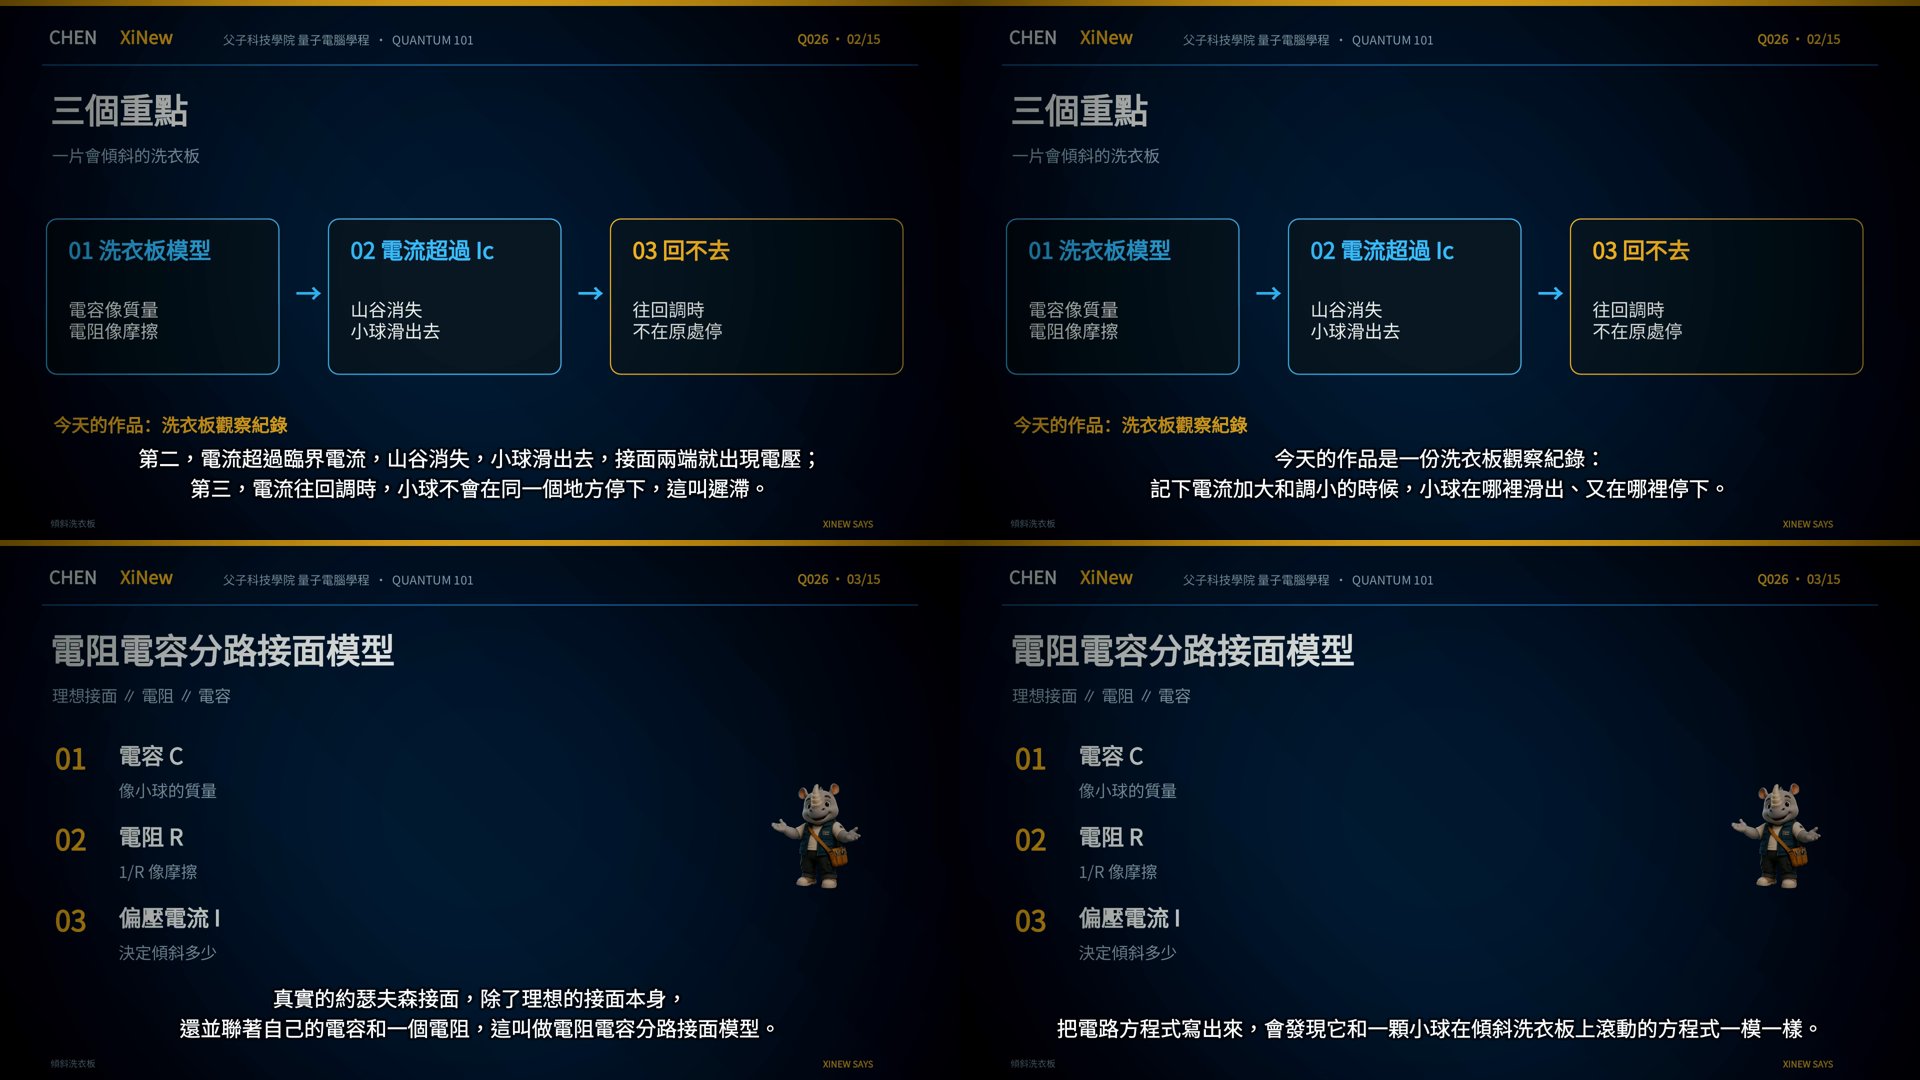 CHEN XiNew 父子科技學院 量子電腦學程 · QUANTUM 101 Q026 · 02/15
三個重點
一片會傾斜的洗衣板
01 洗衣板模型
電容像質量
電阻像摩擦
→
02 電流超過 Ic
山谷消失
小球滑出去
→
03 回不去
往回調時
不在原處停
今天的作品：洗衣板觀察紀錄
第二，電流超過臨界電流，山谷消失，小球滑出去，接面兩端就出現電壓；
第三，電流往回調時，小球不會在同一個地方停下，這叫遲滯。
傾斜洗衣板 XINEW SAYS
CHEN XiNew 父子科技學院 量子電腦學程 · QUANTUM 101 Q026 · 02/15
三個重點
一片會傾斜的洗衣板
01 洗衣板模型
電容像質量
電阻像摩擦
→
02 電流超過 Ic
山谷消失
小球滑出去
→
03 回不去
往回調時
不在原處停
今天的作品：洗衣板觀察紀錄
今天的作品是一份洗衣板觀察紀錄：
記下電流加大和調小的時候，小球在哪裡滑出、又在哪裡停下。
傾斜洗衣板 XINEW SAYS
CHEN XiNew 父子科技學院 量子電腦學程 · QUANTUM 101 Q026 · 03/15
電阻電容分路接面模型
理想接面 // 電阻 // 電容
01 電容 C
像小球的質量
02 電阻 R
1/R 像摩擦
03 偏壓電流 I
決定傾斜多少
真實的約瑟夫森接面，除了理想的接面本身，
還並聯著自己的電容和一個電阻，這叫做電阻電容分路接面模型。
傾斜洗衣板 XINEW SAYS
CHEN XiNew 父子科技學院 量子電腦學程 · QUANTUM 101 Q026 · 03/15
電阻電容分路接面模型
理想接面 // 電阻 // 電容
01 電容 C
像小球的質量
02 電阻 R
1/R 像摩擦
03 偏壓電流 I
決定傾斜多少
把電路方程式寫出來，會發現它和一顆小球在傾斜洗衣板上滾動的方程式一模一樣。
傾斜洗衣板 XINEW SAYS